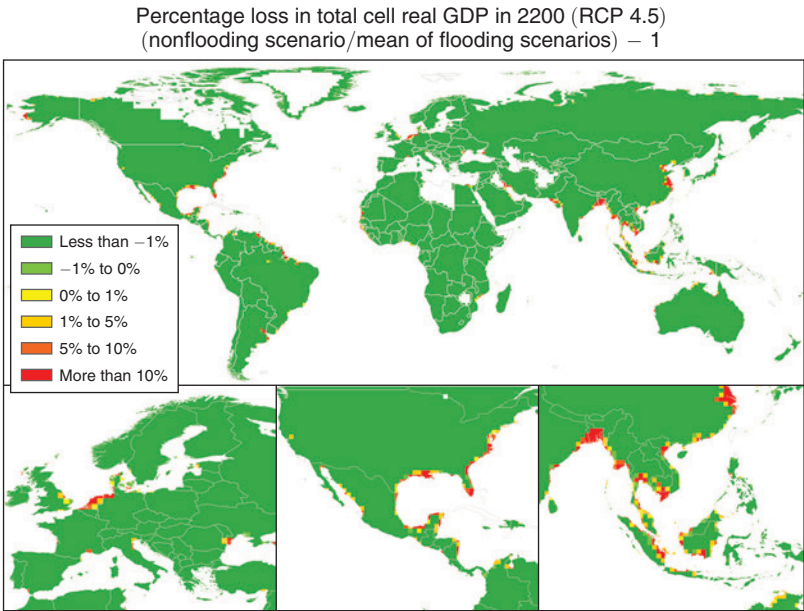 Percentage loss in total cell real GDP in 2200 (RCP 4.5)
(nonflooding scenario/mean of flooding scenarios) − 1
Less than −1%
−1% to 0%
0% to 1%
1% to 5%
5% to 10%
More than 10%